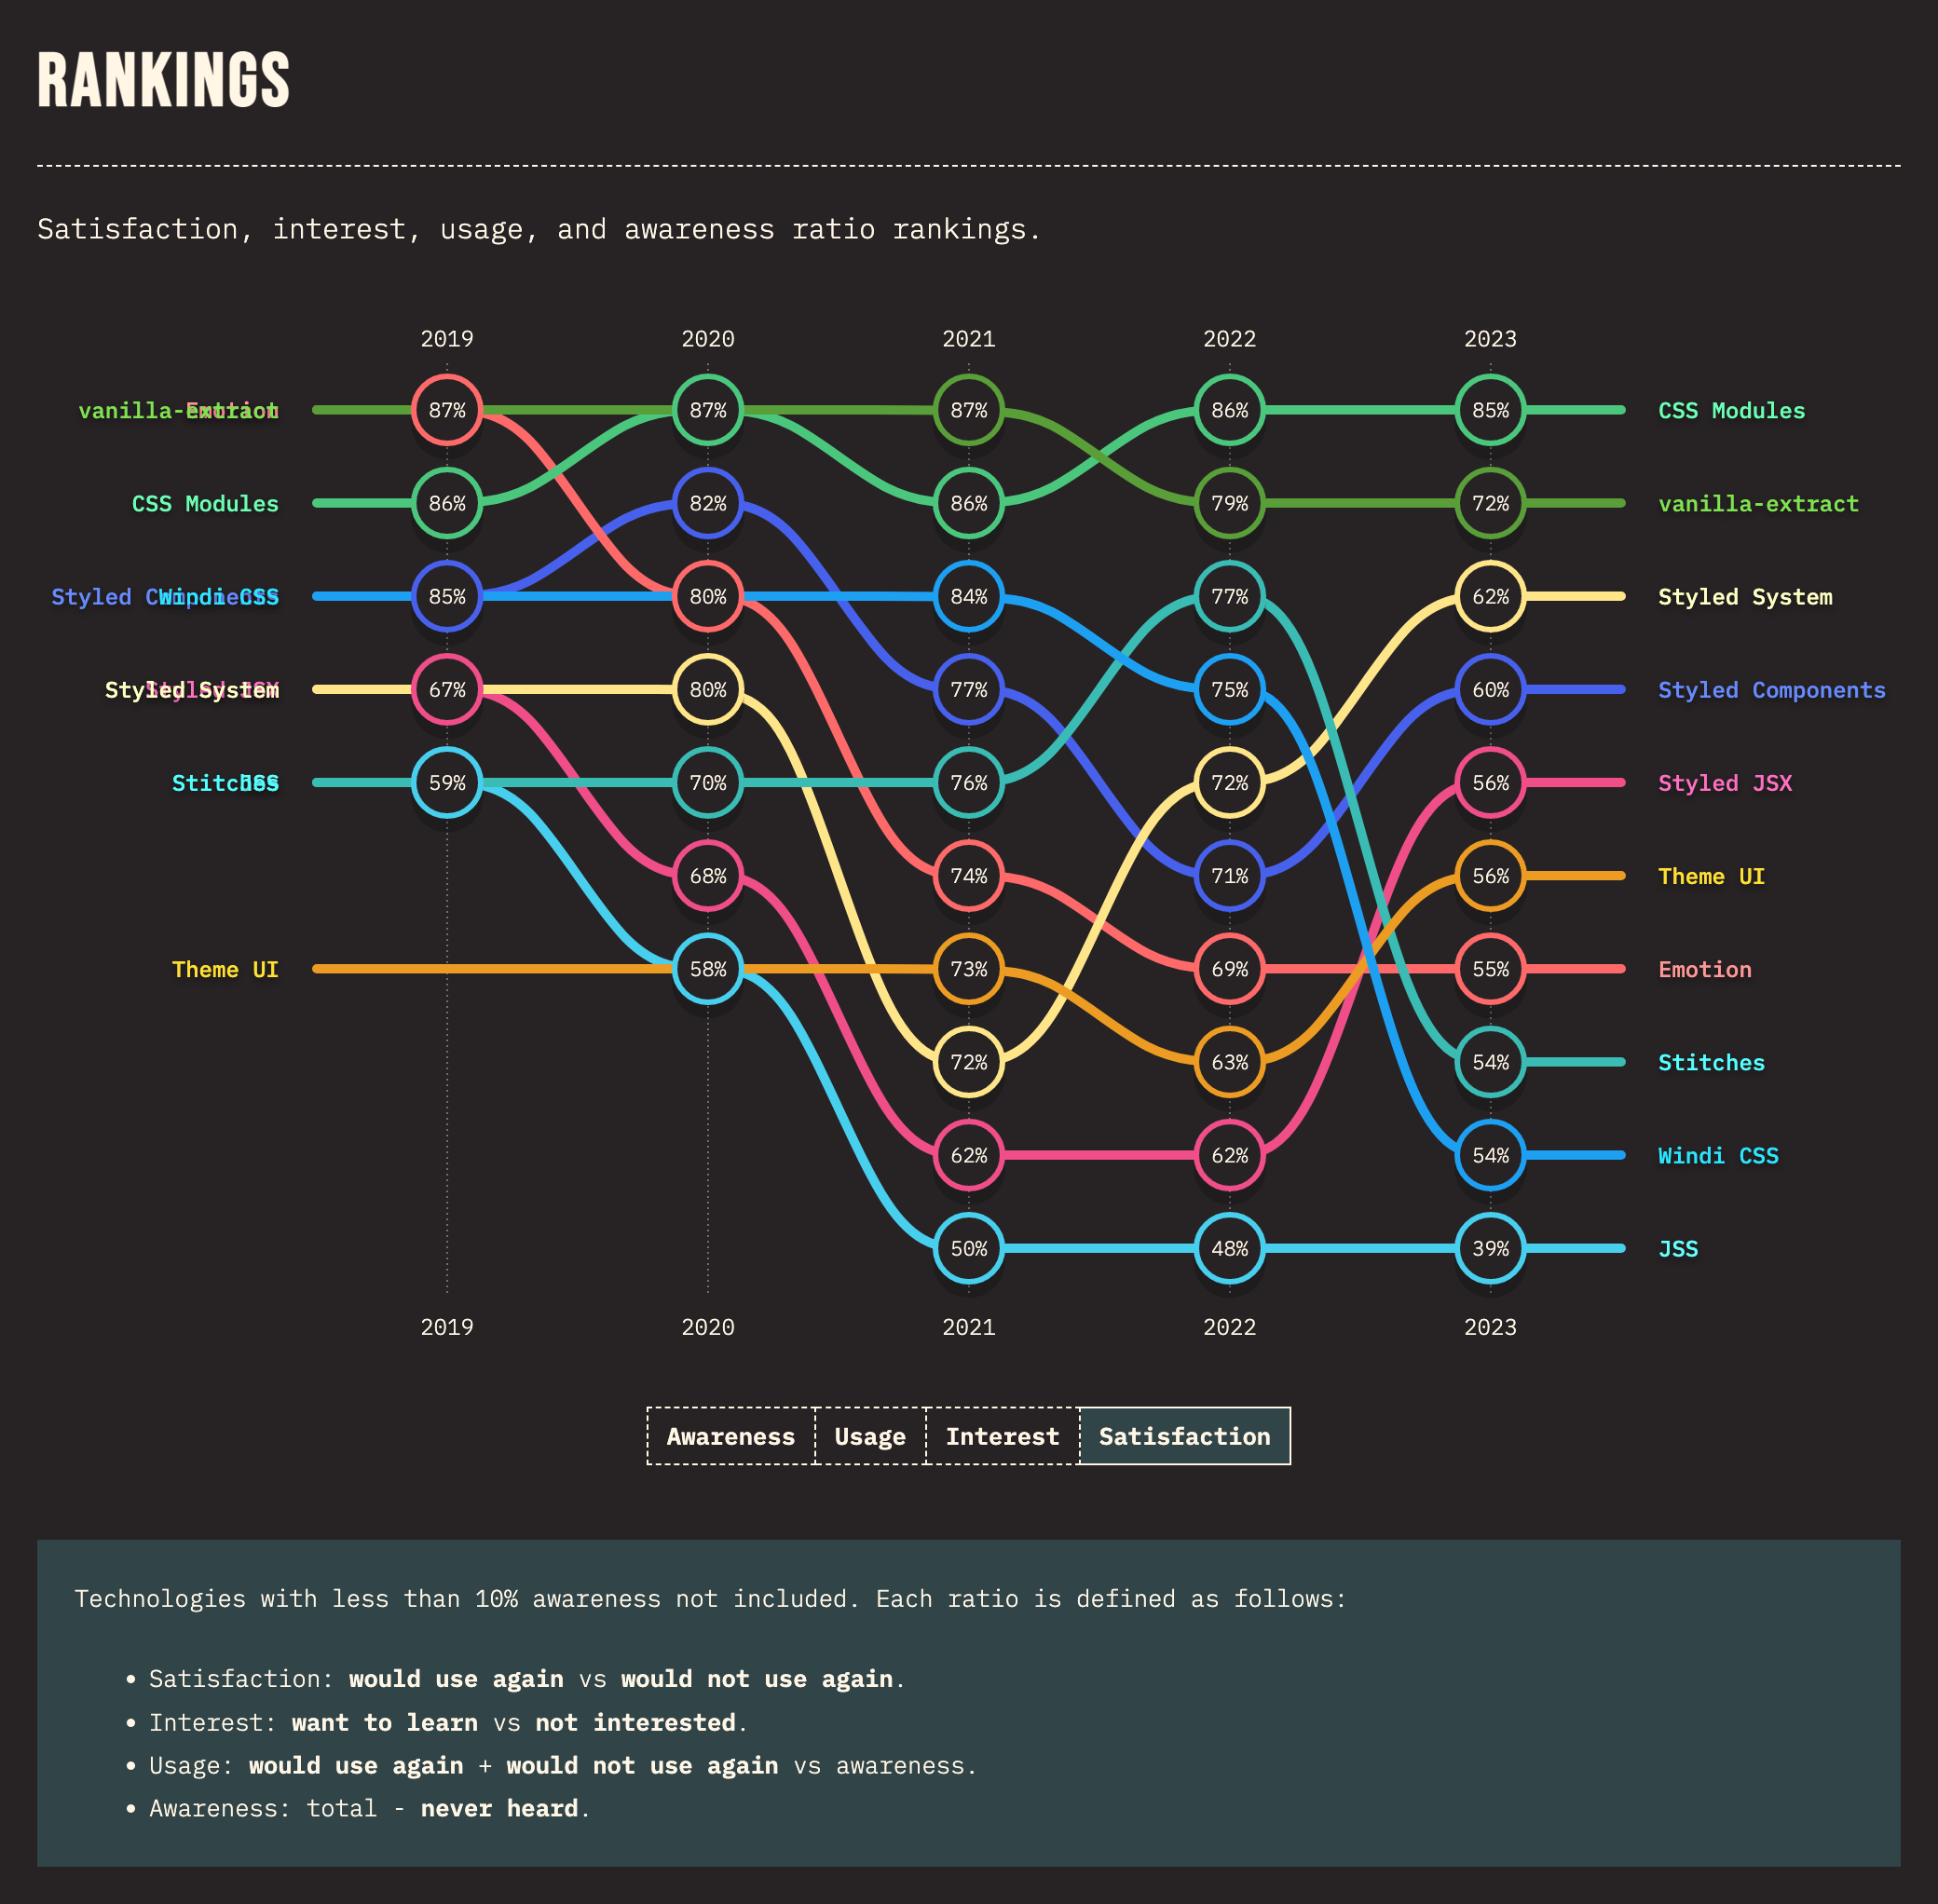 RANKINGS
Satisfaction, interest, usage, and awareness ratio rankings.
2019 2020 2021 2022 2023
vanilla-extract Emotion 87% 87% 87% 86% 85% CSS Modules
CSS Modules 86% 82% 86% 79% 72% vanilla-extract
Styled Components Windi CSS 85% 80% 84% 77% 62% Styled System
Styled System Styled JSX 67% 80% 77% 75% 60% Styled Components
Stitches JSS 59% 70% 76% 72% 56% Styled JSX
68% 74% 71% 56% Theme UI
Theme UI 58% 73% 69% 55% Emotion
72% 63% 54% Stitches
62% 62% 54% Windi CSS
50% 48% 39% JSS
2019 2020 2021 2022 2023
Awareness Usage Interest Satisfaction
Technologies with less than 10% awareness not included. Each ratio is defined as follows:
• Satisfaction: would use again vs would not use again.
• Interest: want to learn vs not interested.
• Usage: would use again + would not use again vs awareness.
• Awareness: total - never heard.